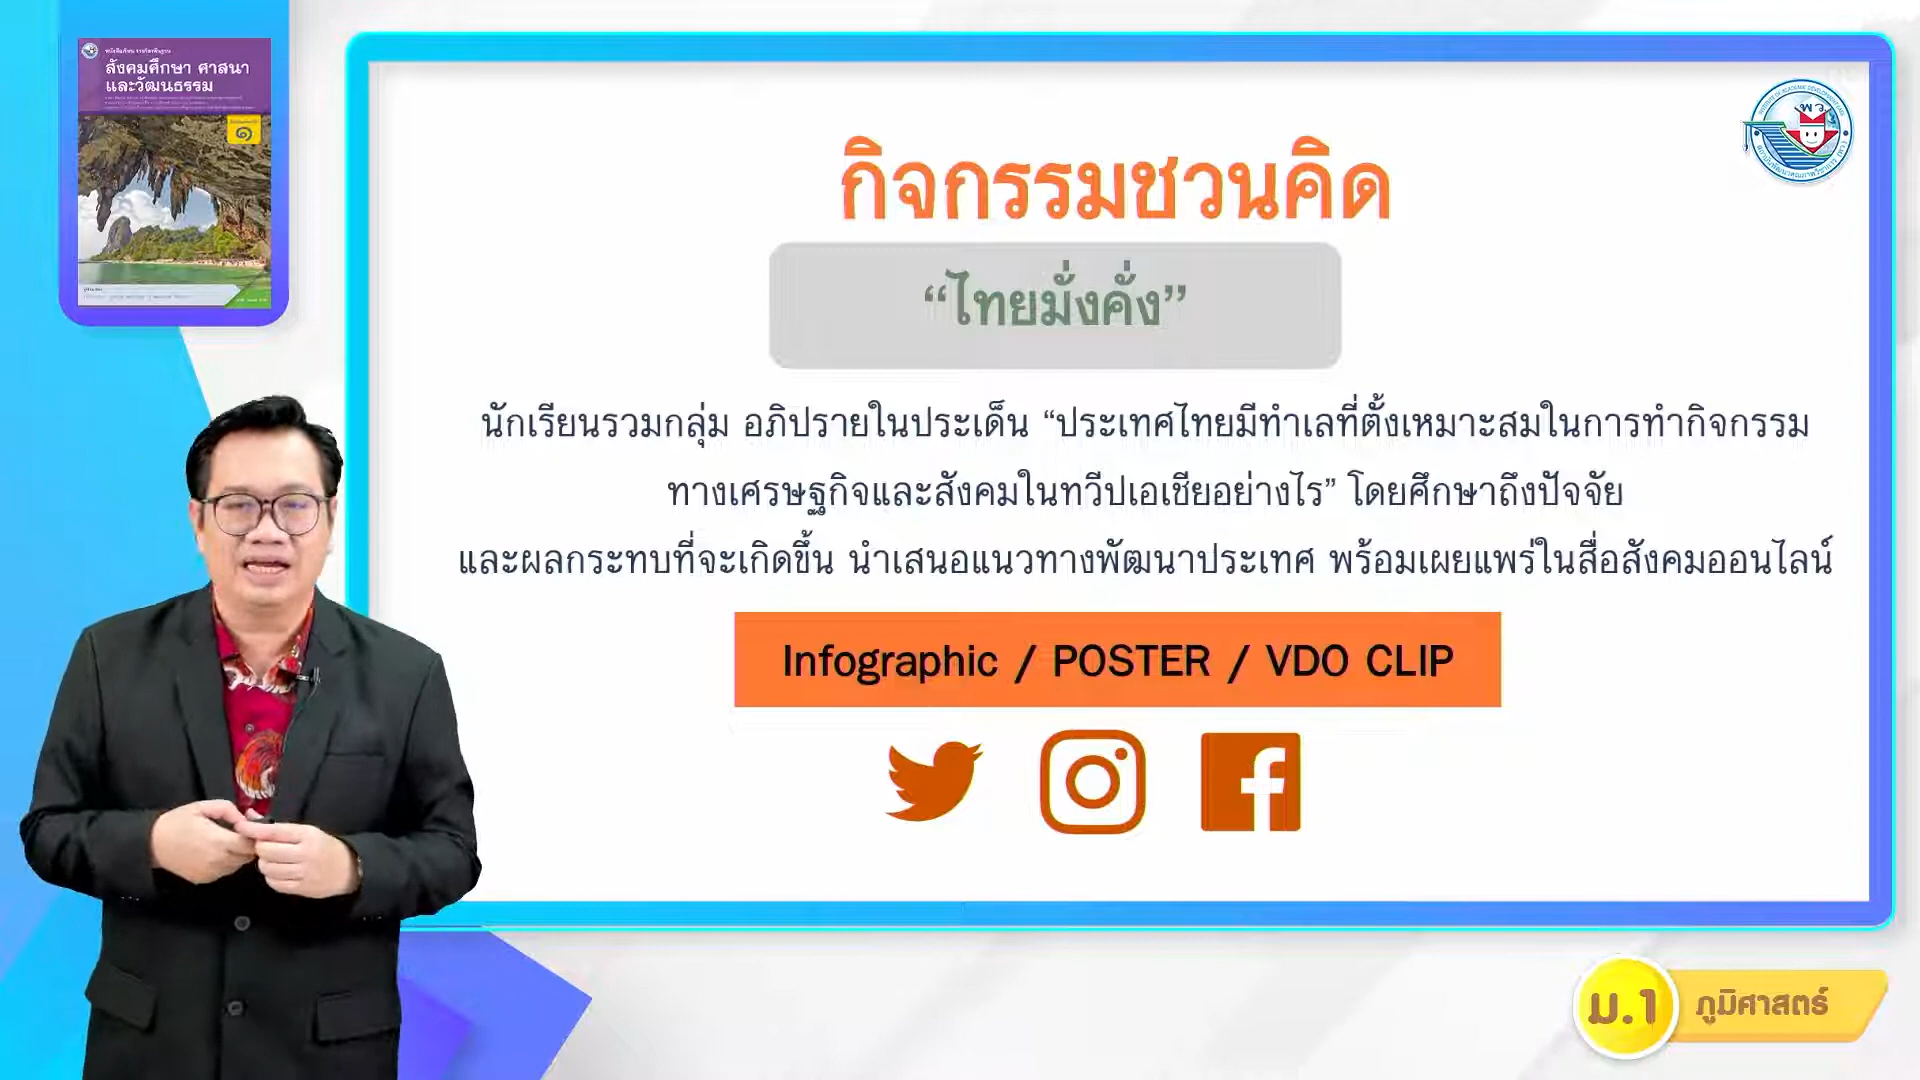 สังคมศึกษา ศาสนา
และวัฒนธรรม
๑
พว
กิจกรรมชวนคิด
“ไทยมั่งคั่ง”
นักเรียนรวมกลุ่ม อภิปรายในประเด็น “ประเทศไทยมีทำเลที่ตั้งเหมาะสมในการทำกิจกรรม
ทางเศรษฐกิจและสังคมในทวีปเอเชียอย่างไร” โดยศึกษาถึงปัจจัย
และผลกระทบที่จะเกิดขึ้น นำเสนอแนวทางพัฒนาประเทศ พร้อมเผยแพร่ในสื่อสังคมออนไลน์
Infographic / POSTER / VDO CLIP
ม.1 ภูมิศาสตร์